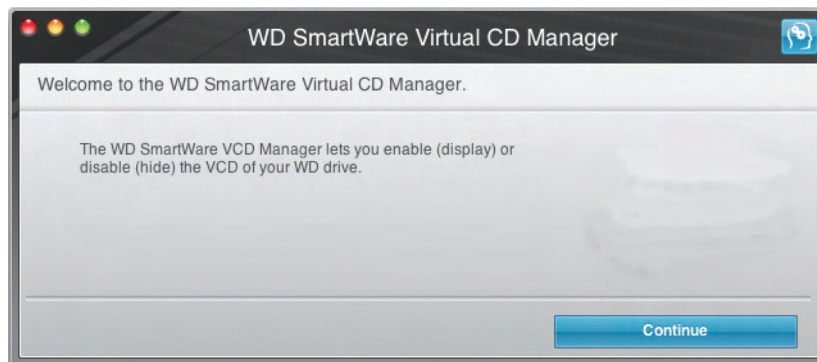 WD SmartWare Virtual CD Manager
Welcome to the WD SmartWare Virtual CD Manager.
The WD SmartWare VCD Manager lets you enable (display) or
disable (hide) the VCD of your WD drive.
Continue